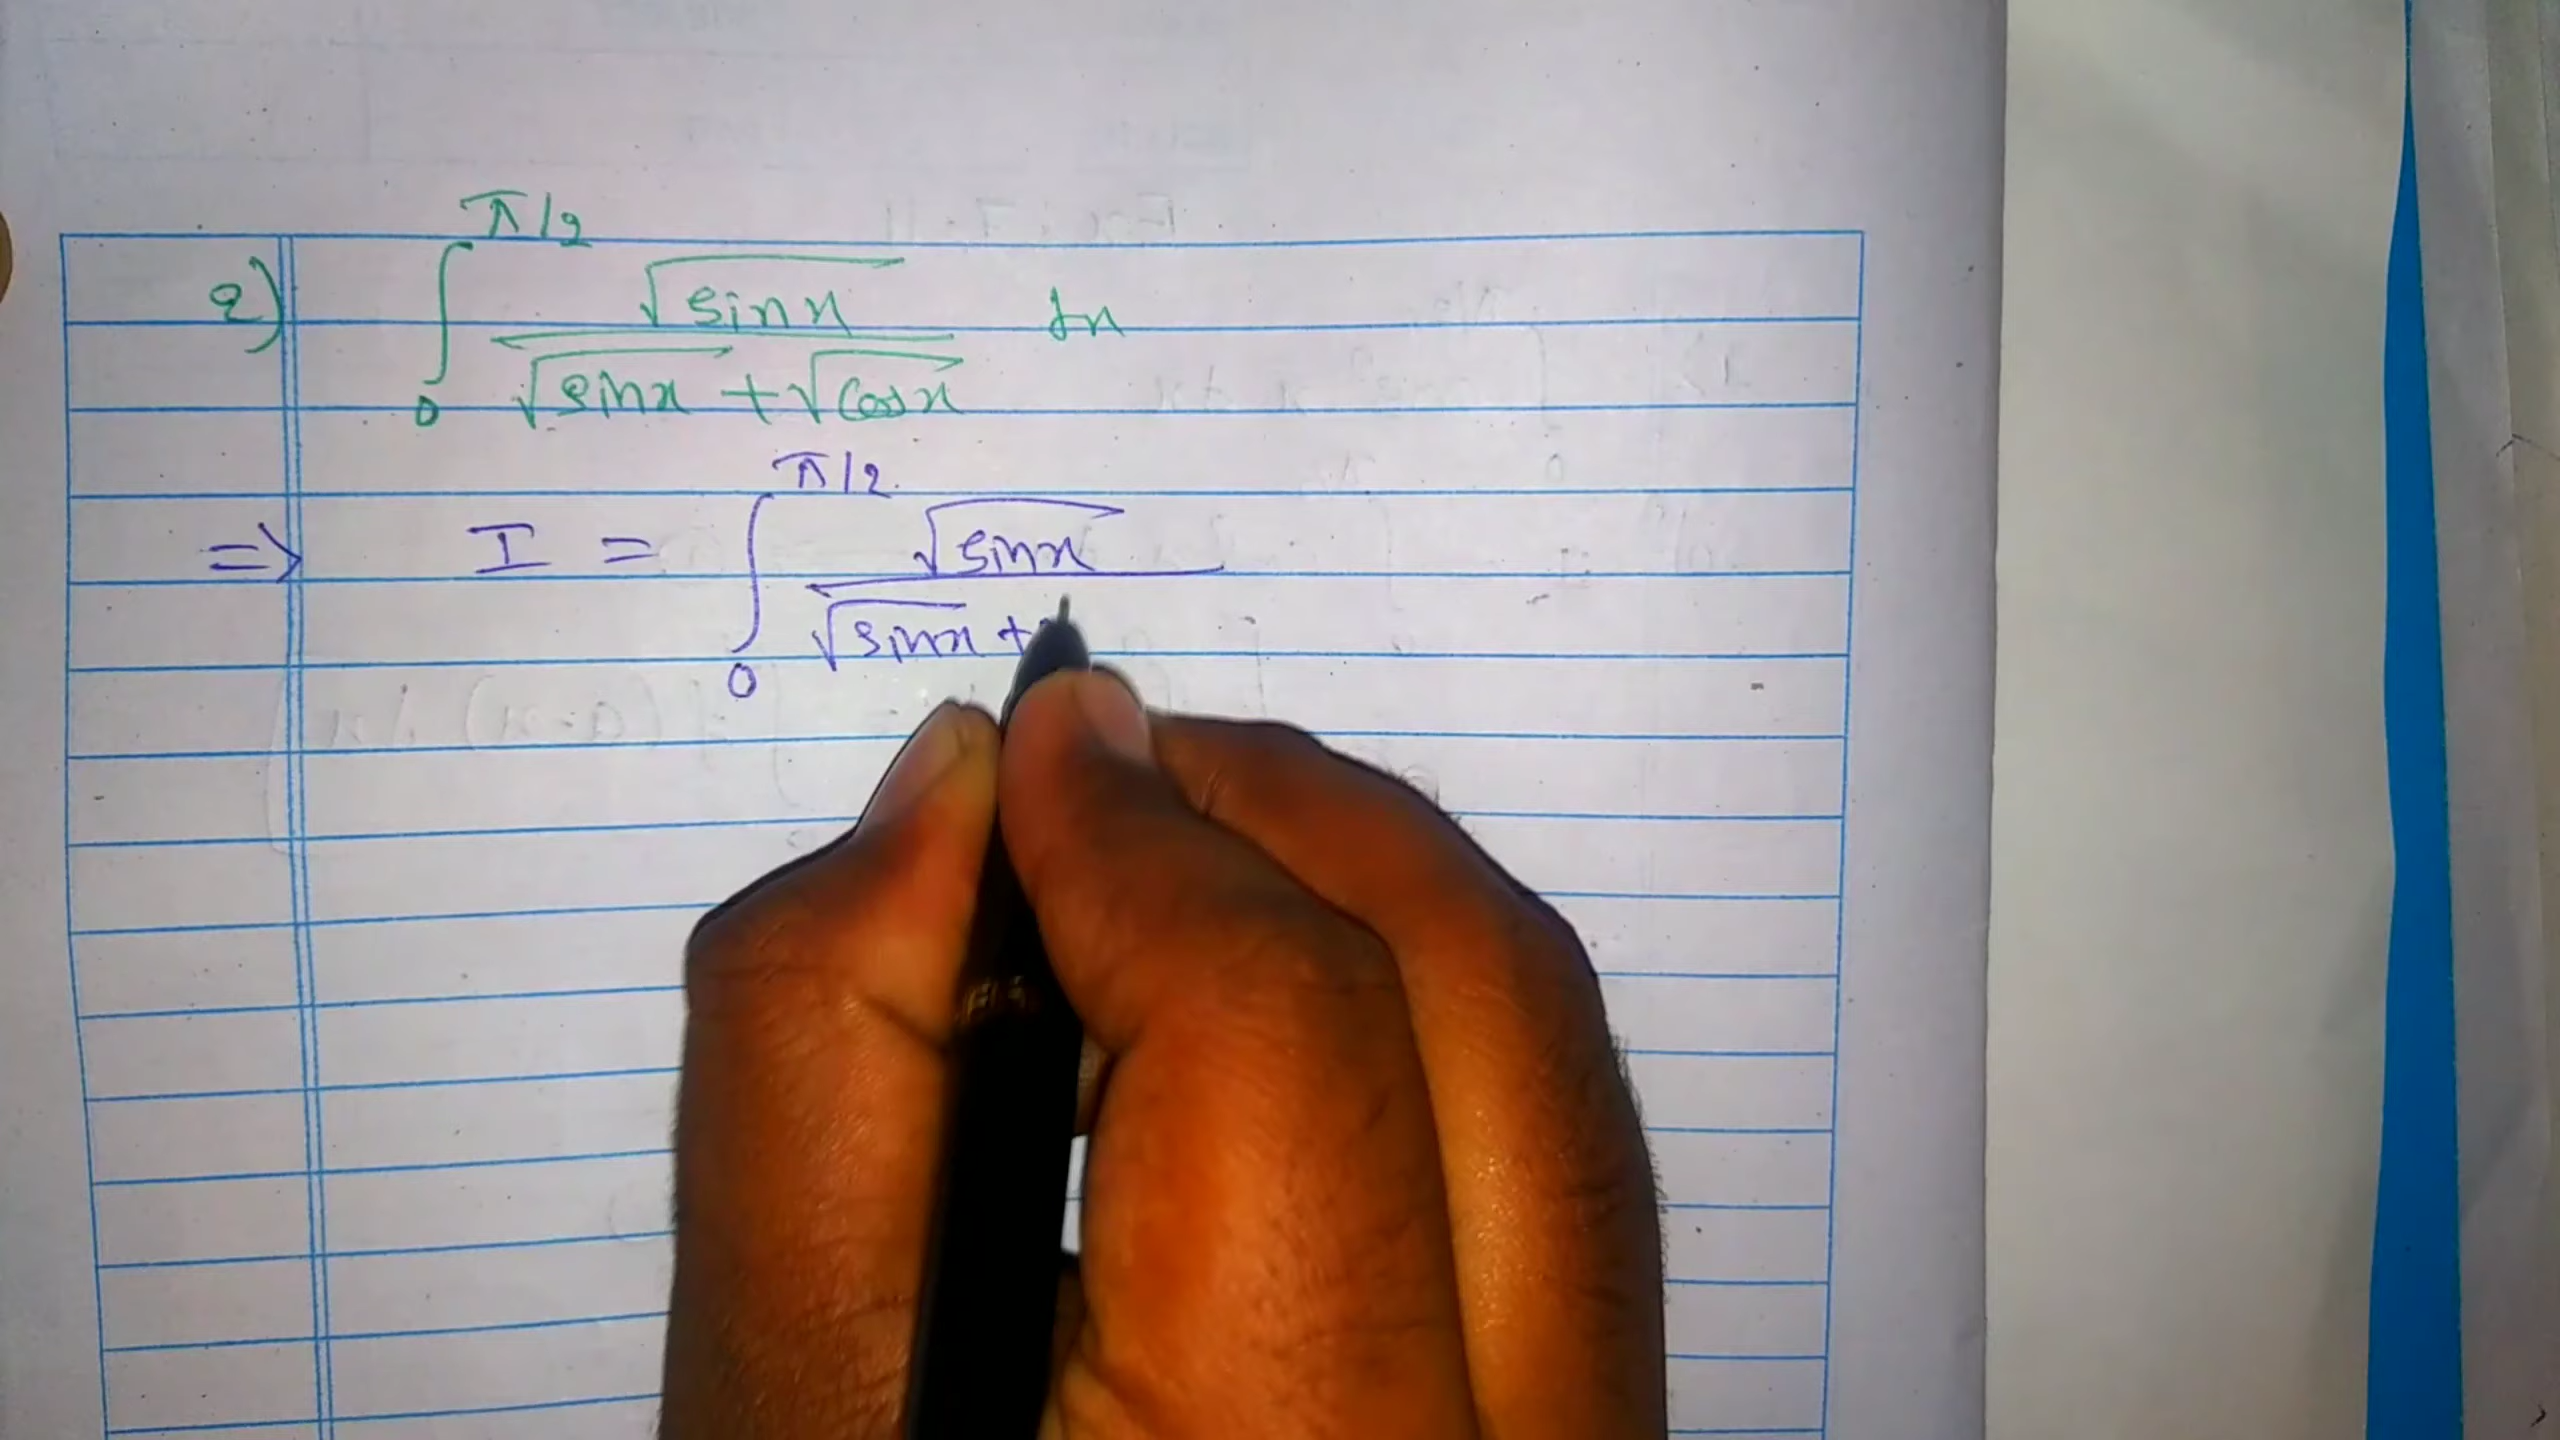 2) ∫₀^{π/2} √sinx / (√sinx + √cosx) dx
=> I = ∫₀^{π/2} √sinx / (√sinx +